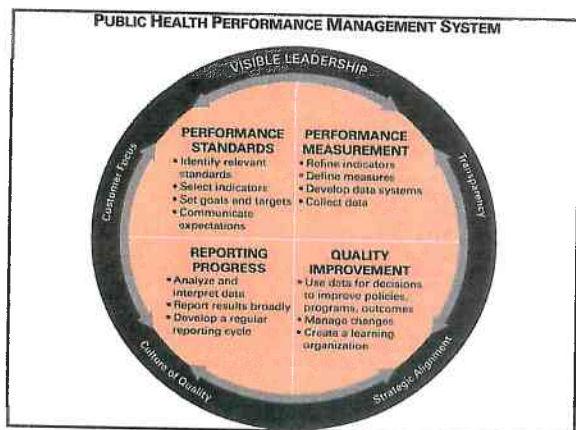 PUBLIC HEALTH PERFORMANCE MANAGEMENT SYSTEM
VISIBLE LEADERSHIP
Customer Focus
Transparency
PERFORMANCE
STANDARDS
• Identify relevant
standards
• Select indicators
• Set goals and targets
• Communicate
expectations
PERFORMANCE
MEASUREMENT
• Refine indicators
• Define measures
• Develop data systems
• Collect data
REPORTING
PROGRESS
• Analyze and
interpret data
• Report results broadly
• Develop a regular
reporting cycle
QUALITY
IMPROVEMENT
• Use data for decisions
to improve policies,
programs, outcomes
• Manage changes
• Create a learning
organization
Culture of Quality
Strategic Alignment